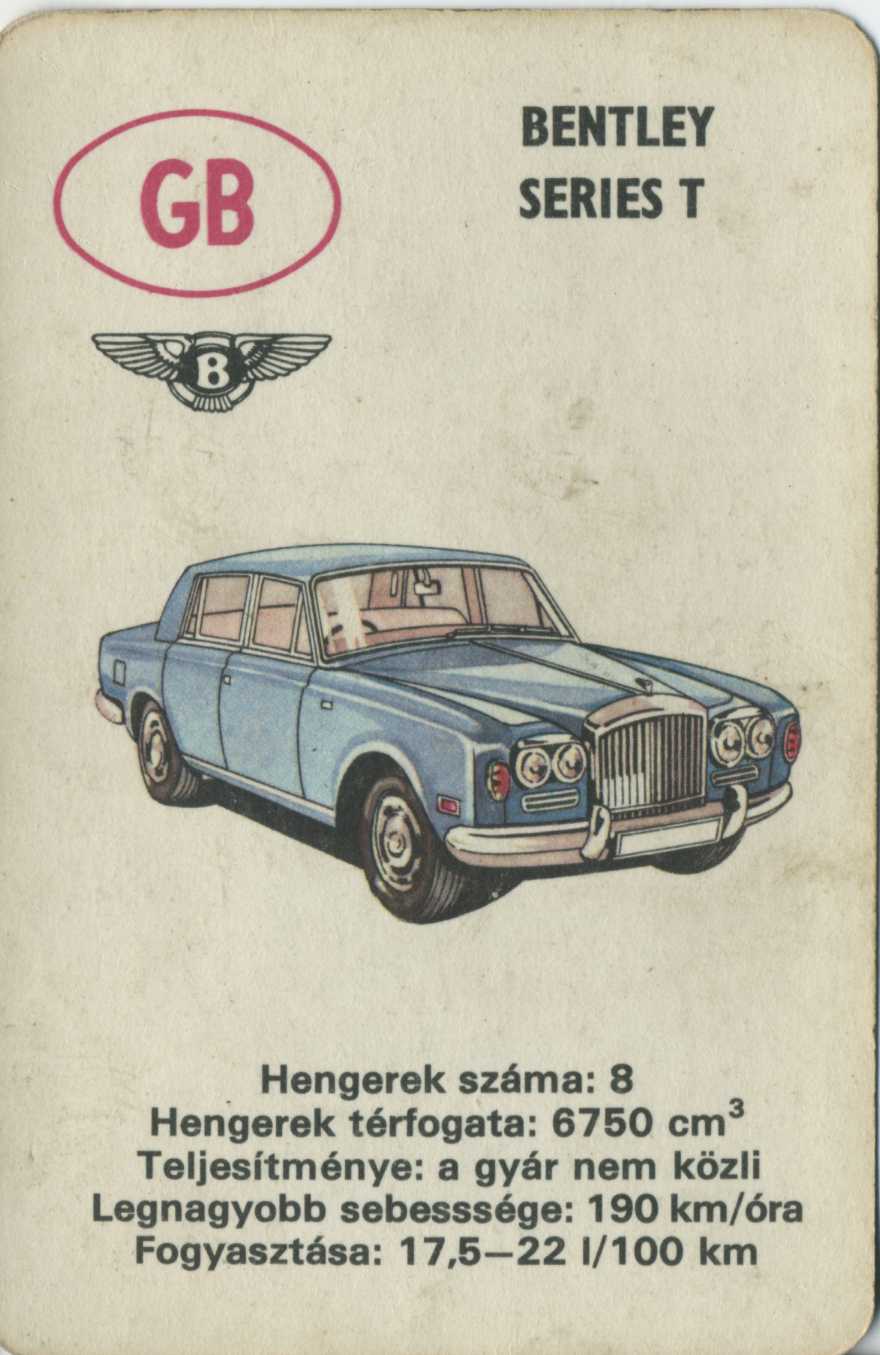 GB
BENTLEY
SERIES T
B
Hengerek száma: 8
Hengerek térfogata: 6750 cm³
Teljesítménye: a gyár nem közli
Legnagyobb sebesssége: 190 km/óra
Fogyasztása: 17,5—22 l/100 km